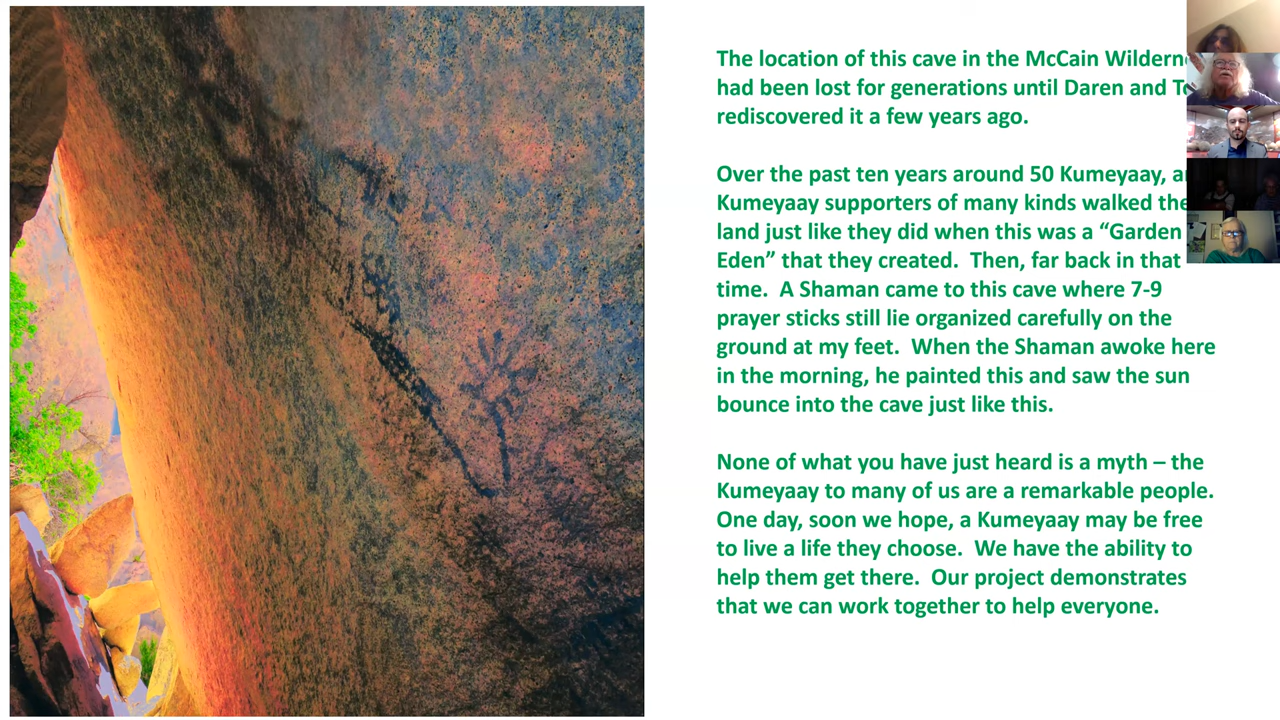 The location of this cave in the McCain
had been lost for generations until Daren and
rediscovered it a few years ago.
Over the past ten years around 50 Kumeyaay,
Kumeyaay supporters of many kinds walked
land just like they did when this was a “Garden
Eden” that they created.  Then, far back in that
time.  A Shaman came to this cave where 7-9
prayer sticks still lie organized carefully on the
ground at my feet.  When the Shaman awoke here
in the morning, he painted this and saw the sun
bounce into the cave just like this.
None of what you have just heard is a myth – the
Kumeyaay to many of us are a remarkable people.
One day, soon we hope, a Kumeyaay may be free
to live a life they choose.  We have the ability to
help them get there.  Our project demonstrates
that we can work together to help everyone.